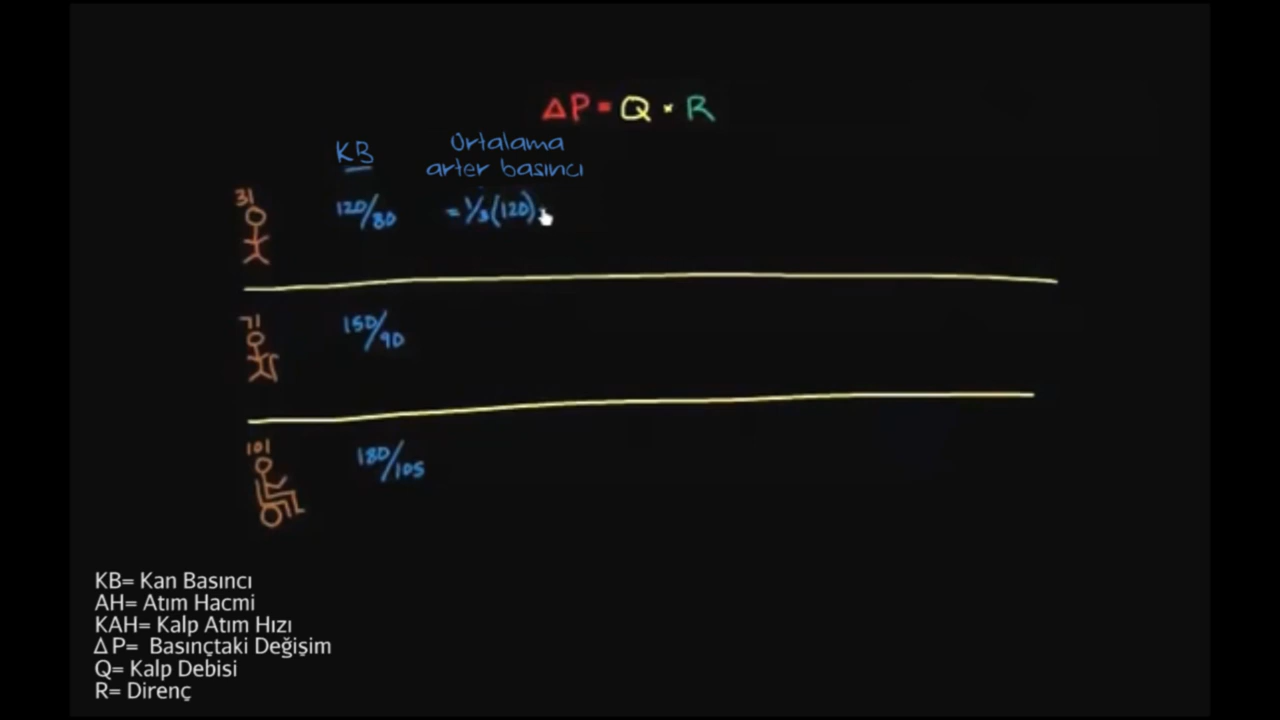 ΔP = Q * R
KB
Ortalama
arter basıncı
31
120/80
= 1/3(120)
71
150/90
101
180/105
KB= Kan Basıncı
AH= Atım Hacmi
KAH= Kalp Atım Hızı
Δ P= Basınçtaki Değişim
Q= Kalp Debisi
R= Direnç